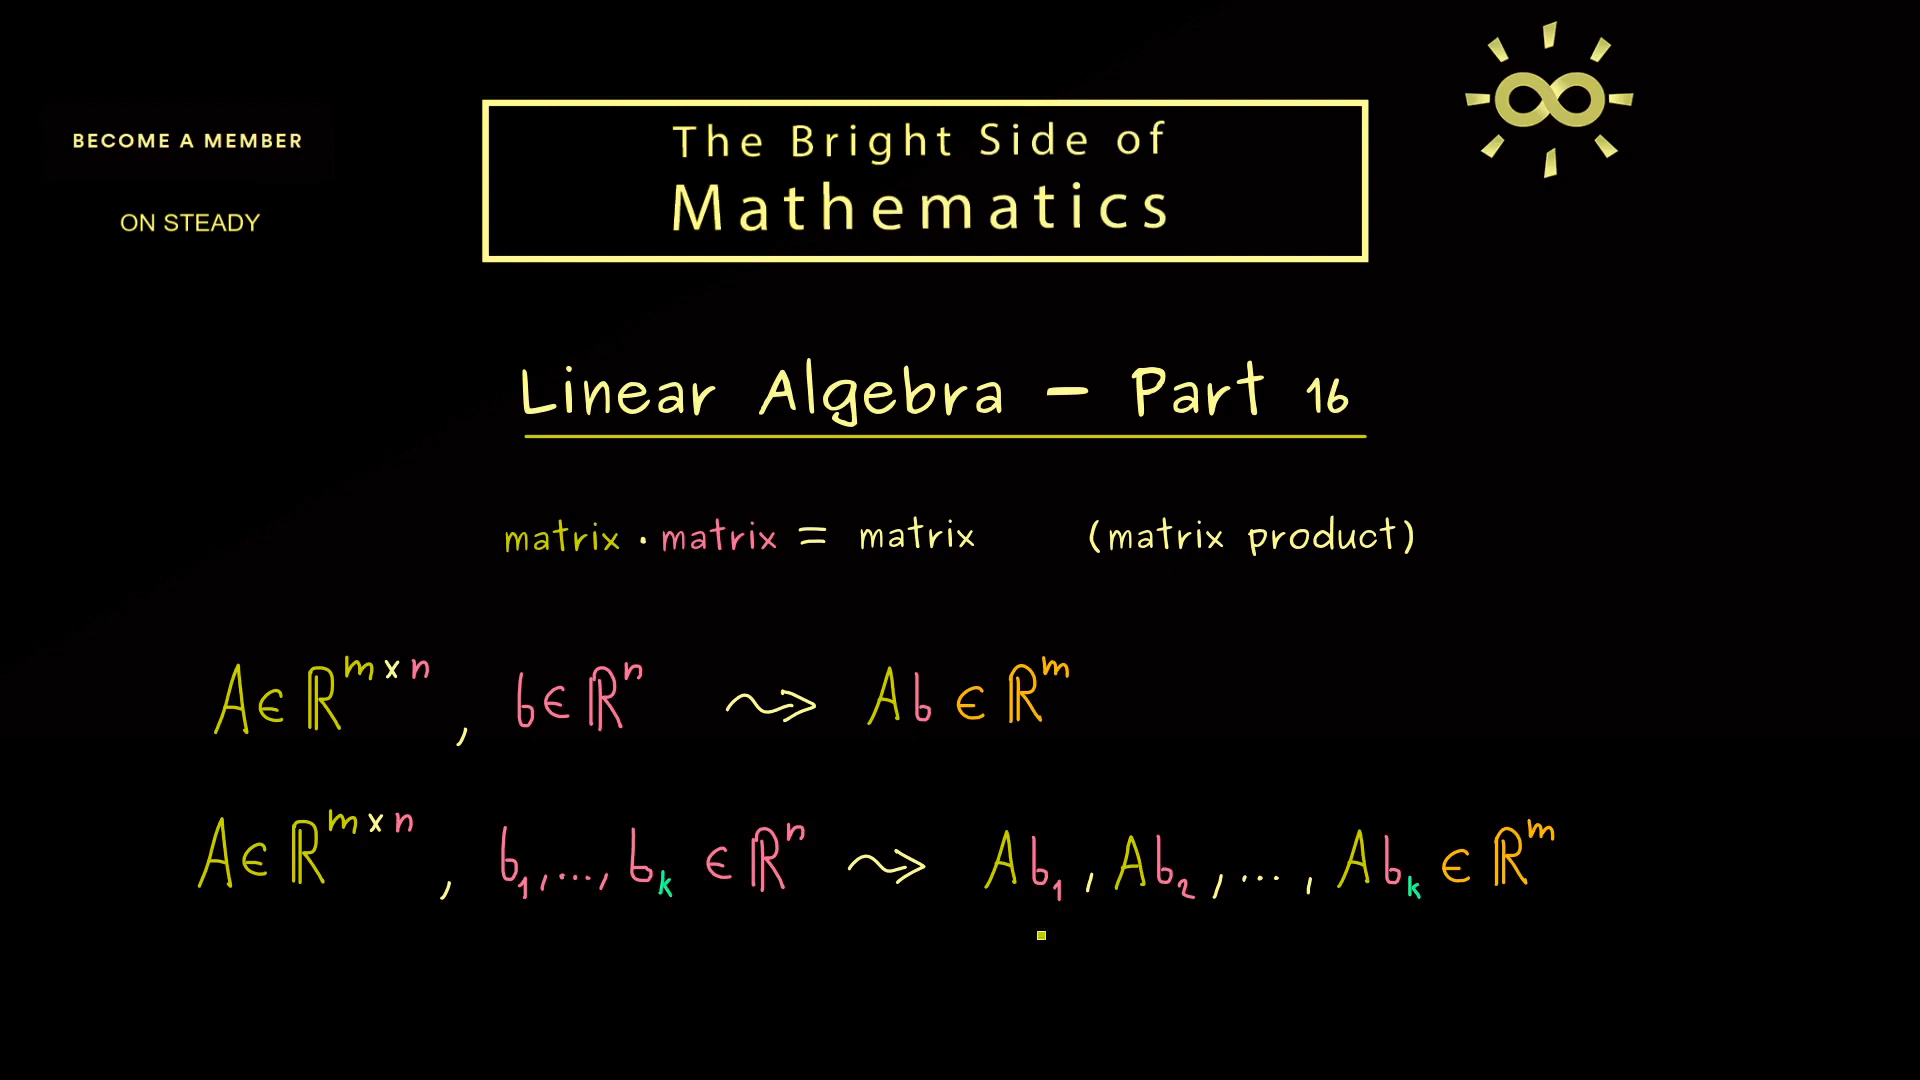 BECOME A MEMBER
ON STEADY
The Bright Side of
Mathematics
Linear Algebra – Part 16
matrix · matrix = matrix (matrix product)
A ∈ ℝ^{m×n} , b ∈ ℝ^n ⇝ Ab ∈ ℝ^m
A ∈ ℝ^{m×n} , b_1, ..., b_k ∈ ℝ^n ⇝ Ab_1 , Ab_2 , ... , Ab_k ∈ ℝ^m